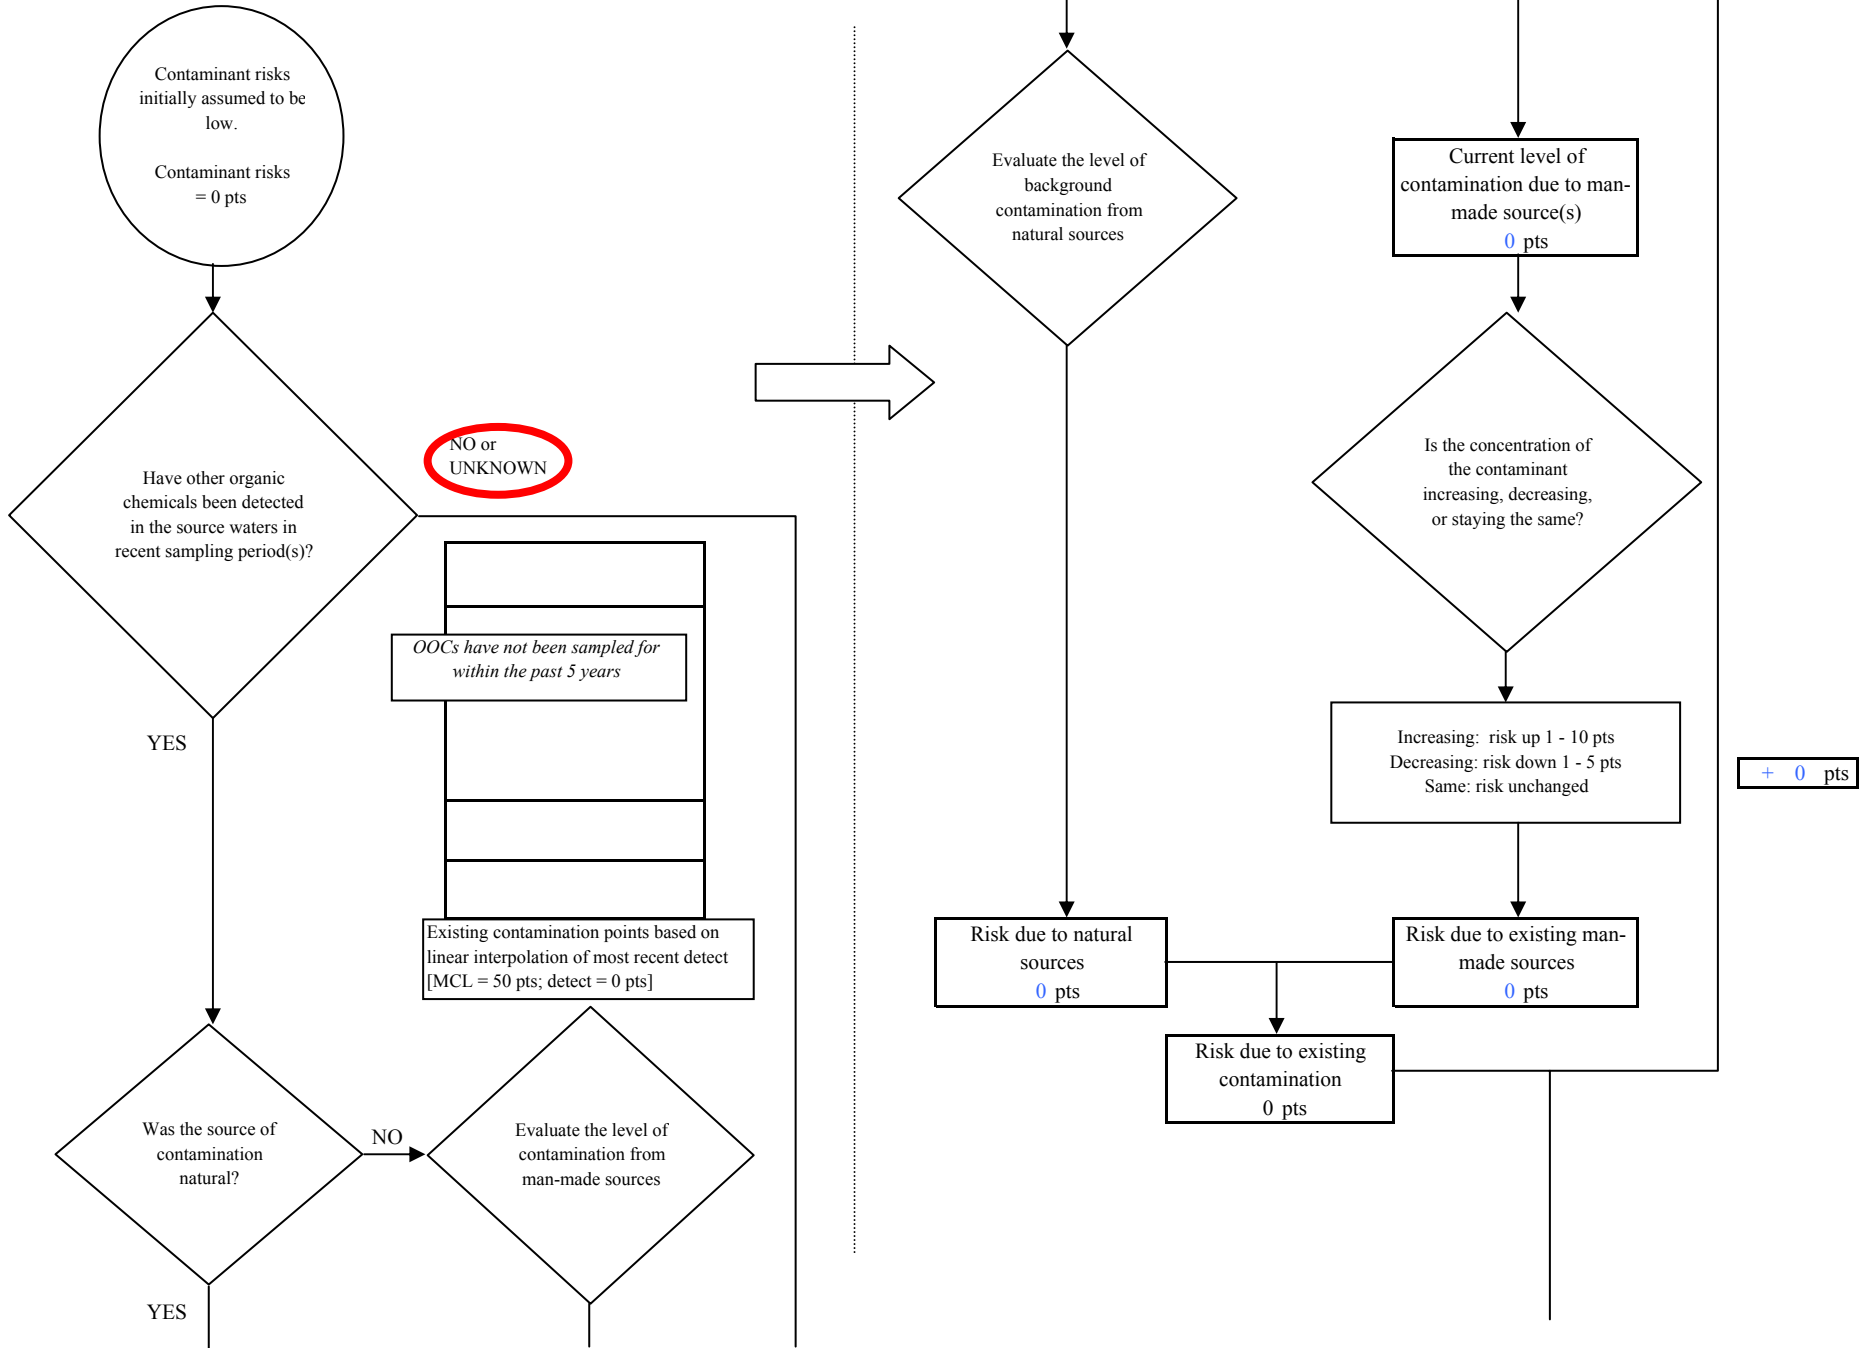 Contaminant risks
initially assumed to be
low.
Contaminant risks
= 0 pts
Have other organic
chemicals been detected
in the source waters in
recent sampling period(s)?
NO or
UNKNOWN
YES
OOCs have not been sampled for
within the past 5 years
Existing contamination points based on
linear interpolation of most recent detect
[MCL = 50 pts; detect = 0 pts]
Was the source of
contamination
natural?
NO
Evaluate the level of
contamination from
man-made sources
YES
Evaluate the level of
background
contamination from
natural sources
Current level of
contamination due to man-
made source(s)
0 pts
Is the concentration of
the contaminant
increasing, decreasing,
or staying the same?
Increasing: risk up 1 - 10 pts
Decreasing: risk down 1 - 5 pts
Same: risk unchanged
+ 0 pts
Risk due to natural
sources
0 pts
Risk due to existing man-
made sources
0 pts
Risk due to existing
contamination
0 pts